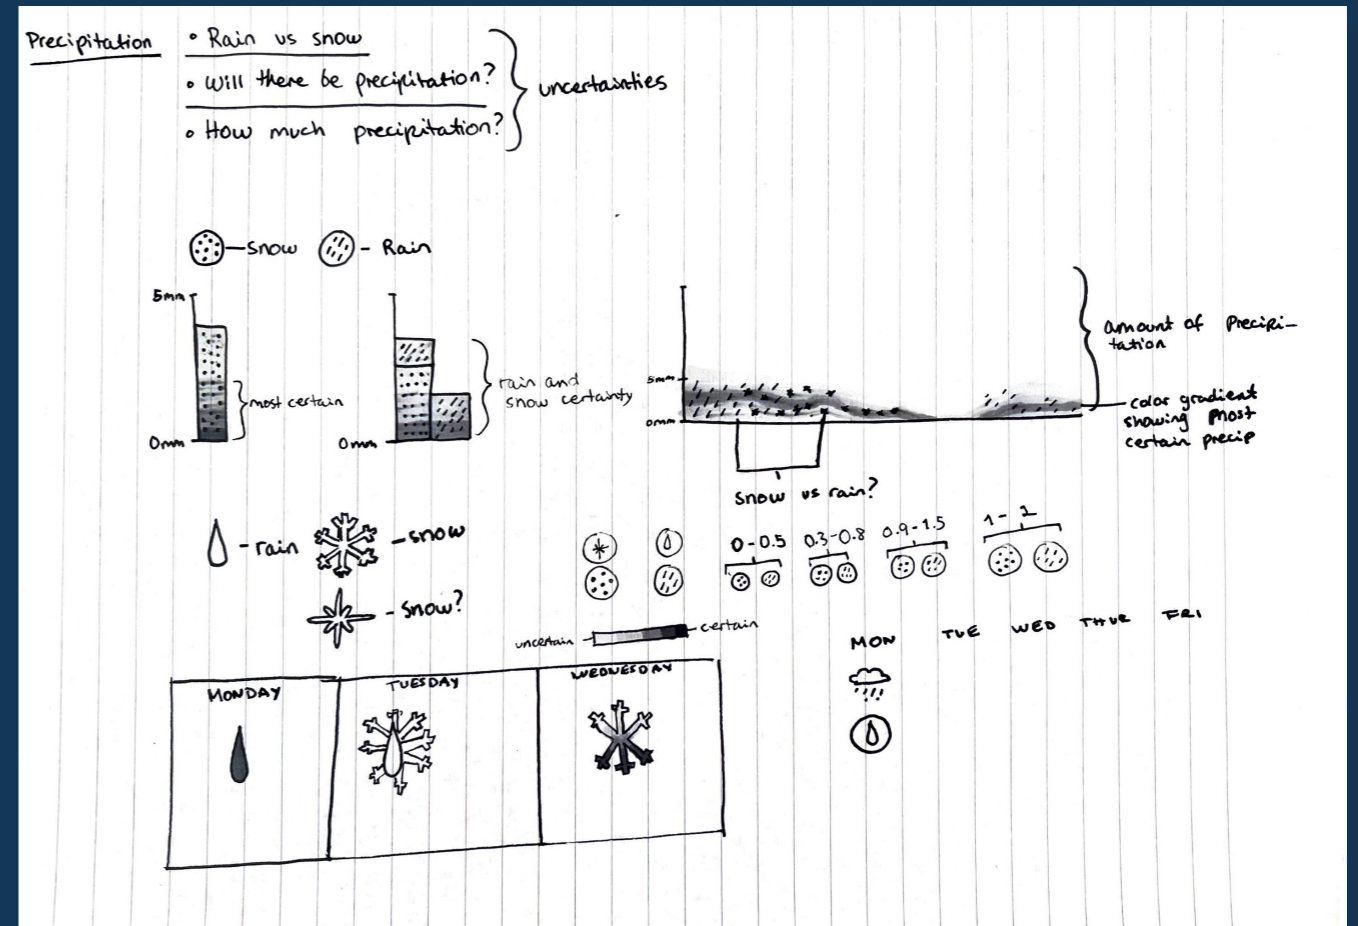 Precipitation
• Rain vs snow
• Will there be precipitation?
• How much precipitation?
uncertainties
snow
Rain
5mm
0mm
most certain
0mm
rain and
snow certainty
5mm
0mm
amount of Precipi-
tation
color gradient
showing most
certain precip
Snow vs rain?
rain
snow
snow?
0-0.5
0.3-0.8
0.9-1.5
1-2
uncertain
certain
MON
TUE
WED
THUR
FRI
MONDAY
TUESDAY
WEDNESDAY